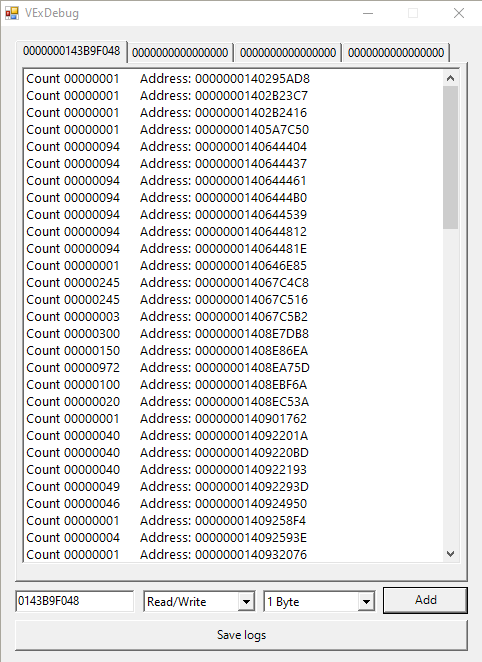 VExDebug
0000000143B9F048 0000000000000000 0000000000000000 0000000000000000
Count 00000001 Address: 0000000140295AD8
Count 00000001 Address: 00000001402B23C7
Count 00000001 Address: 00000001402B2416
Count 00000001 Address: 00000001405A7C50
Count 00000094 Address: 0000000140644404
Count 00000094 Address: 0000000140644437
Count 00000094 Address: 0000000140644461
Count 00000094 Address: 00000001406444B0
Count 00000094 Address: 0000000140644539
Count 00000094 Address: 0000000140644812
Count 00000094 Address: 000000014064481E
Count 00000001 Address: 0000000140646E85
Count 00000245 Address: 000000014067C4C8
Count 00000245 Address: 000000014067C516
Count 00000003 Address: 000000014067C5B2
Count 00000300 Address: 00000001408E7DB8
Count 00000150 Address: 00000001408E86EA
Count 00000972 Address: 00000001408EA75D
Count 00000100 Address: 00000001408EBF6A
Count 00000020 Address: 00000001408EC53A
Count 00000001 Address: 0000000140901762
Count 00000040 Address: 000000014092201A
Count 00000040 Address: 00000001409220BD
Count 00000040 Address: 0000000140922193
Count 00000049 Address: 000000014092293D
Count 00000046 Address: 0000000140924950
Count 00000001 Address: 00000001409258F4
Count 00000004 Address: 000000014092593E
Count 00000001 Address: 0000000140932076
0143B9F048 Read/Write 1 Byte Add
Save logs